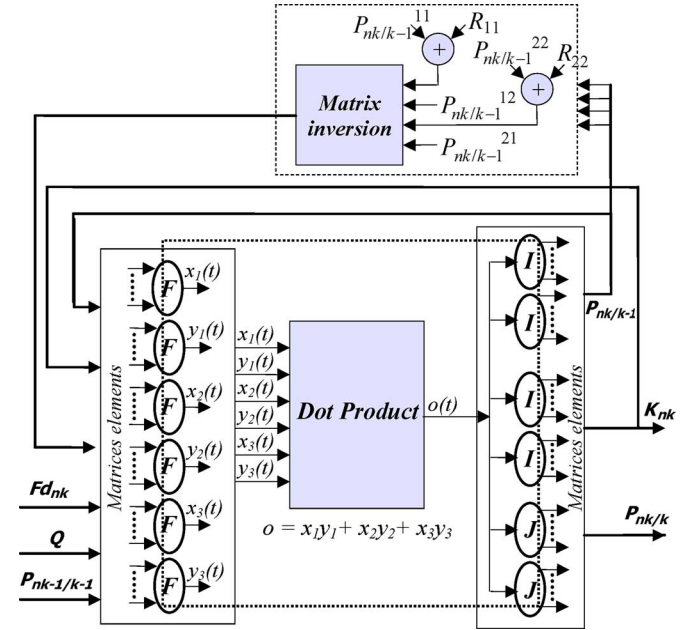 P_{nk/k-1}^{11} R_{11}
+
P_{nk/k-1}^{22} R_{22}
+
Matrix
inversion
P_{nk/k-1}^{12}
P_{nk/k-1}^{21}
Matrices elements
F x_1(t)
F y_1(t)
F x_2(t)
F y_2(t)
F x_3(t)
F y_3(t)
x_1(t)
y_1(t)
x_2(t)
y_2(t)
x_3(t)
y_3(t)
Dot Product
o(t)
o = x_1y_1 + x_2y_2 + x_3y_3
I
I
I
I
J
J
Matrices elements
P_{nk/k-1}
K_{nk}
P_{nk/k}
Fd_{nk}
Q
P_{nk-1/k-1}